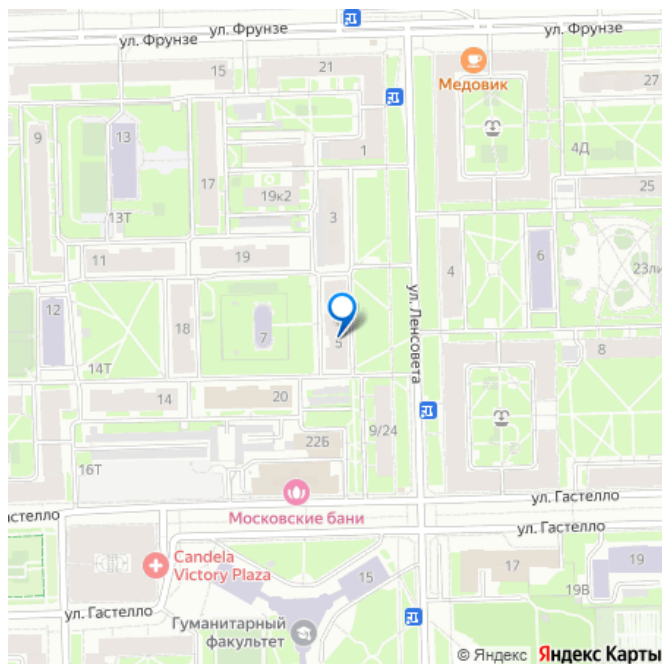 ул. Фрунзе
ул. Фрунзе
ул. Фрунзе
15
21
Медовик
27
9
13
1
4Д
17
19к2
25
13Т
3
11
19
4
6
23ли
12
18
7
5
ул. Ленсовета
8
14Т
14
20
9/24
22Б
16Т
Московские бани
ул. Гастелло
астелло
ул. Гастелло
Candela
Victory Plaza
15
17
19
19В
ул. Гастелло
Гуманитарный
факультет
© Яндекс Яндекс Карты